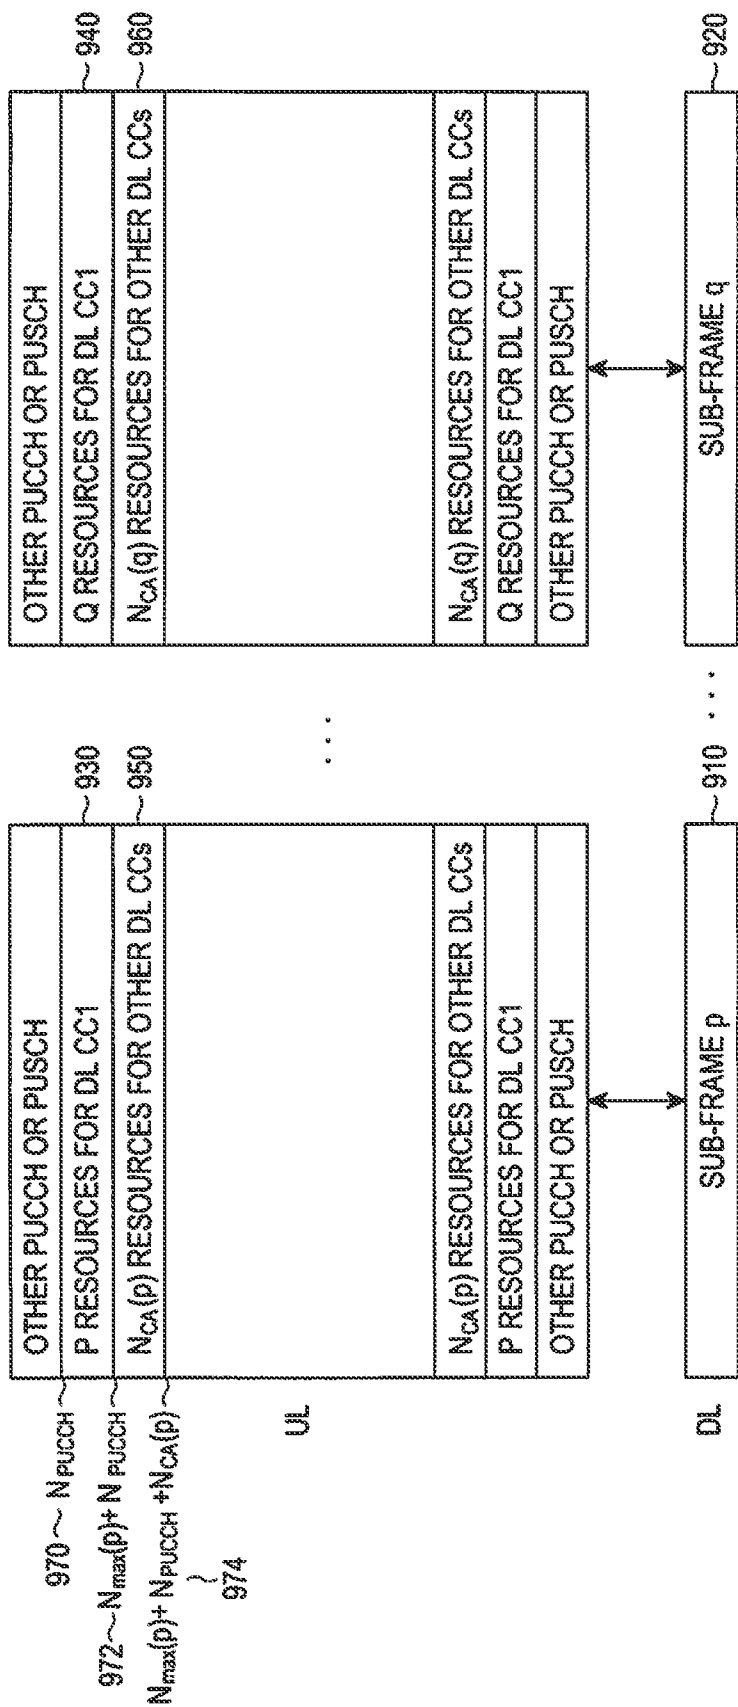 970 N_PUCCH
972 N_max(p)+ N_PUCCH
N_max(p)+ N_PUCCH +N_CA(p)
974
UL
DL
OTHER PUCCH OR PUSCH
P RESOURCES FOR DL CC1
930
N_CA(p) RESOURCES FOR OTHER DL CCs
950
N_CA(p) RESOURCES FOR OTHER DL CCs
P RESOURCES FOR DL CC1
OTHER PUCCH OR PUSCH
SUB-FRAME p
910
...
...
OTHER PUCCH OR PUSCH
Q RESOURCES FOR DL CC1
940
N_CA(q) RESOURCES FOR OTHER DL CCs
960
N_CA(q) RESOURCES FOR OTHER DL CCs
Q RESOURCES FOR DL CC1
OTHER PUCCH OR PUSCH
SUB-FRAME q
920